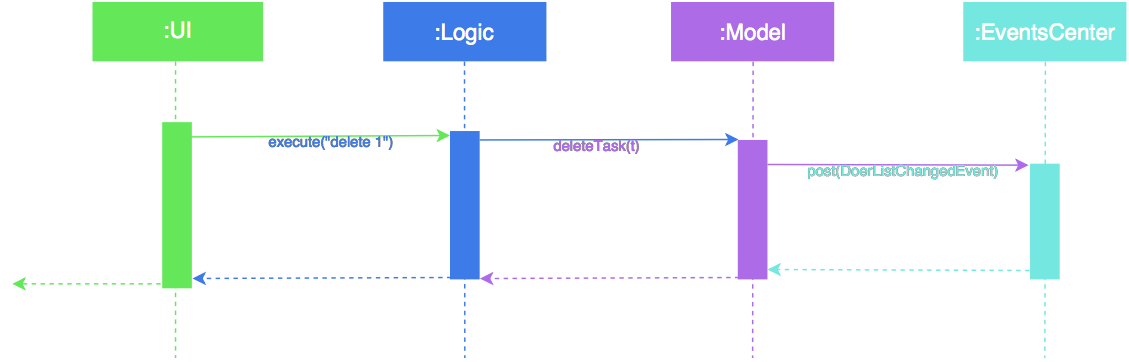 :UI
:Logic
:Model
:EventsCenter
execute("delete 1")
deleteTask(t)
post(DoerListChangedEvent)